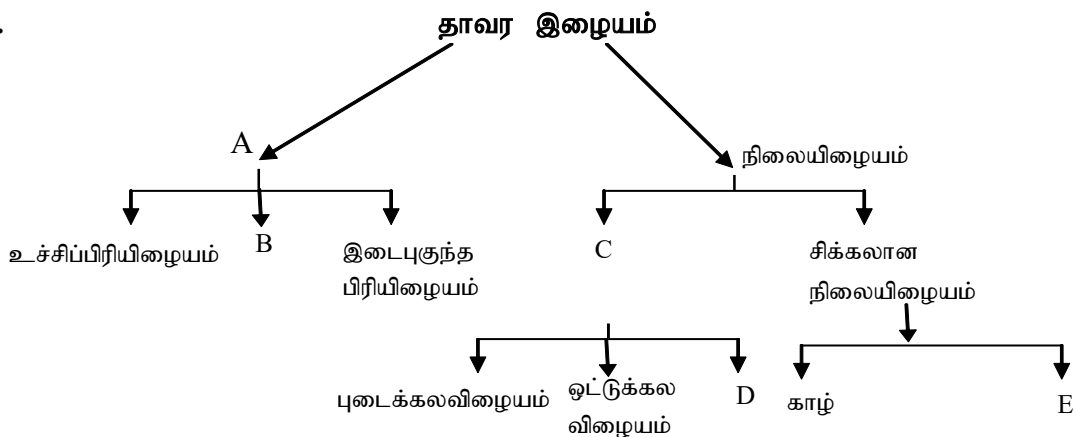 தாவர இழையம்
A
நிலையிழையம்
உச்சிப்பிரியிழையம்
B
இடைபுகுந்த
பிரியிழையம்
C
சிக்கலான
நிலையிழையம்
புடைக்கலவிழையம்
ஒட்டுக்கல
விழையம்
D
காழ்
E